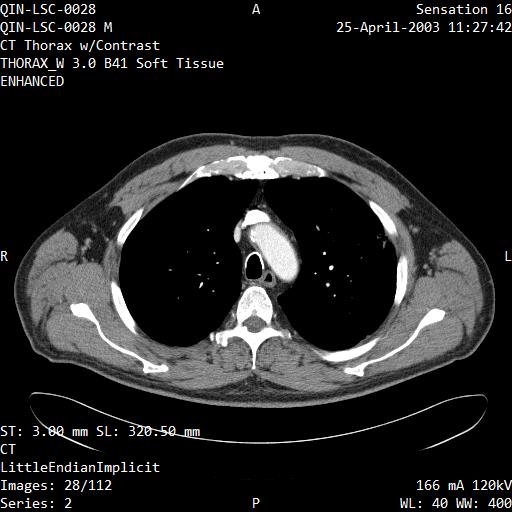 QIN-LSC-0028
A
Sensation 16
QIN-LSC-0028 M
25-April-2003 11:27:42
CT Thorax w/Contrast
THORAX_W 3.0 B41 Soft Tissue
ENHANCED
R
L
ST: 3.00 mm SL: 320.50 mm
CT
LittleEndianImplicit
Images: 28/112
166 mA 120kV
Series: 2
P
WL: 40 WW: 400